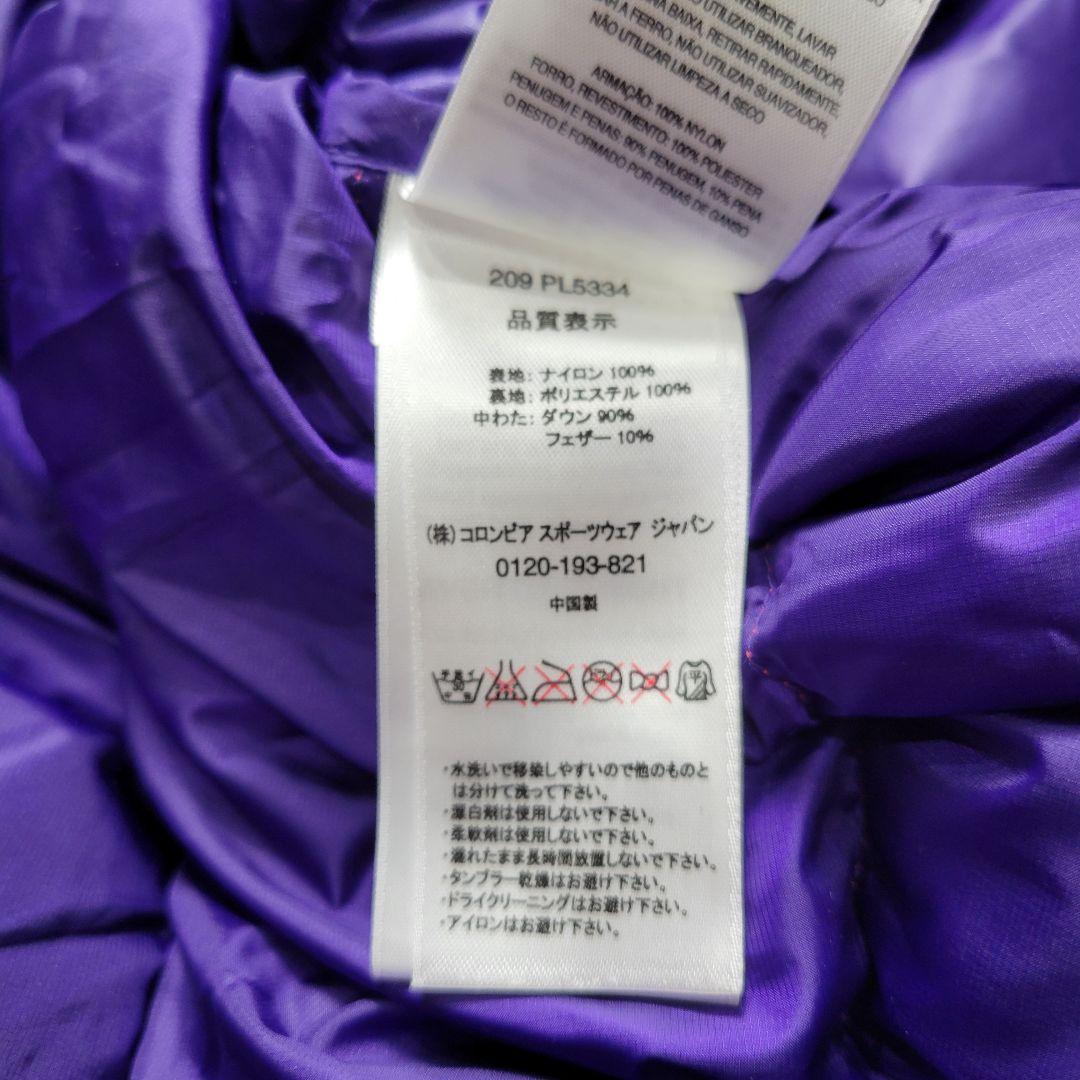 VEMENTE, LAVAR
RA BAIXA, RETIRAR RAPIDAMENTE,
UTILIZAR BRANQUEADOR,
AR A FERRO, NÃO UTILIZAR SUAVIZADOR,
NÃO UTILIZAR LIMPEZA A SECO
ARMAÇÃO: 100% NYLON
FORRO, REVESTIMENTO: 100% POLIESTER
PENUGEM E PENAS: 90% PENUGEM, 10% PENA
O RESTO É FORMADO POR PENAS DE GANSO
209 PL5334
品質表示
表地: ナイロン 100%
裏地: ポリエステル 100%
中わた: ダウン 90%
フェザー 10%
(株)コロンビア スポーツウェア ジャパン
0120-193-821
中国製
手洗イ
30
平
・水洗いで移染しやすいので他のものと
は分けて洗って下さい。
・漂白剤は使用しないで下さい。
・柔軟剤は使用しないで下さい。
・濡れたまま長時間放置しないで下さい。
・タンブラー乾燥はお避け下さい。
・ドライクリーニングはお避け下さい。
・アイロンはお避け下さい。